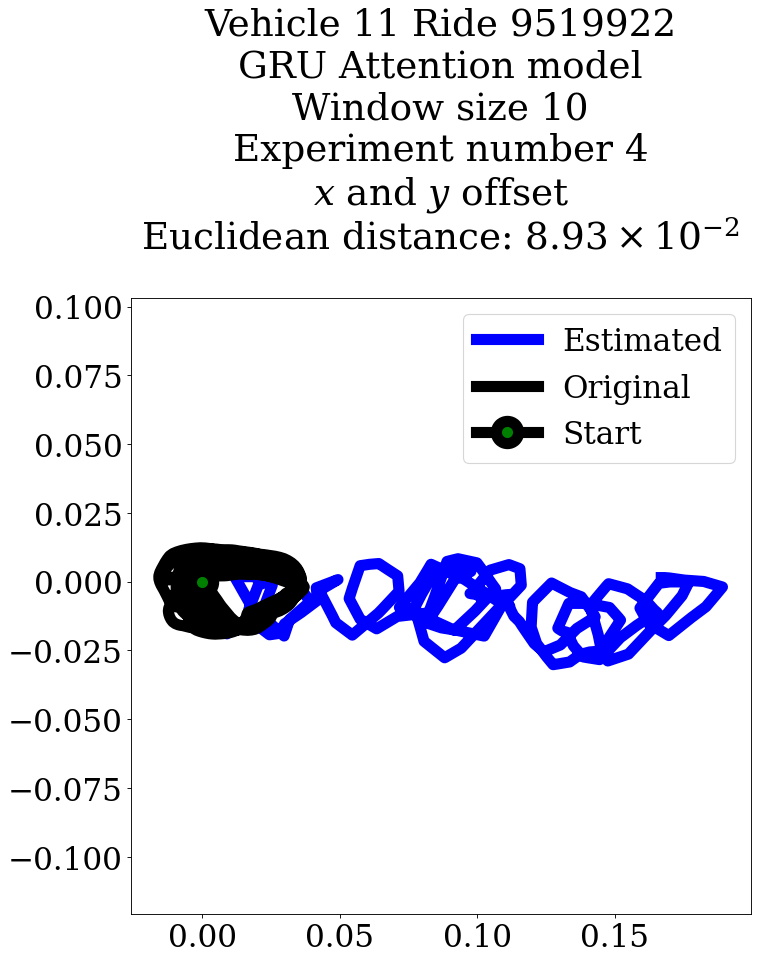 Vehicle 11 Ride 9519922
GRU Attention model
Window size 10
Experiment number 4
x and y offset
Euclidean distance: 8.93 × 10⁻²
Estimated
Original
Start
0.100
0.075
0.050
0.025
0.000
−0.025
−0.050
−0.075
−0.100
0.00 0.05 0.10 0.15